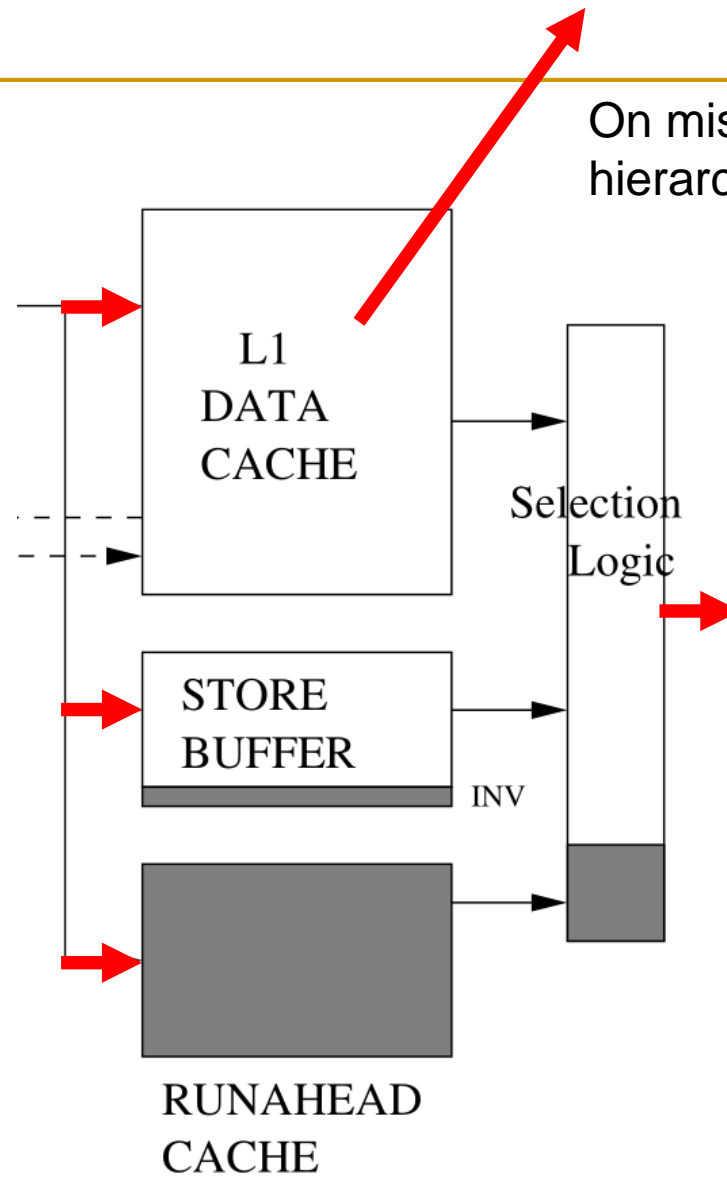 On mis
hierarc
L1
DATA
CACHE
Selection
Logic
STORE
BUFFER
INV
RUNAHEAD
CACHE